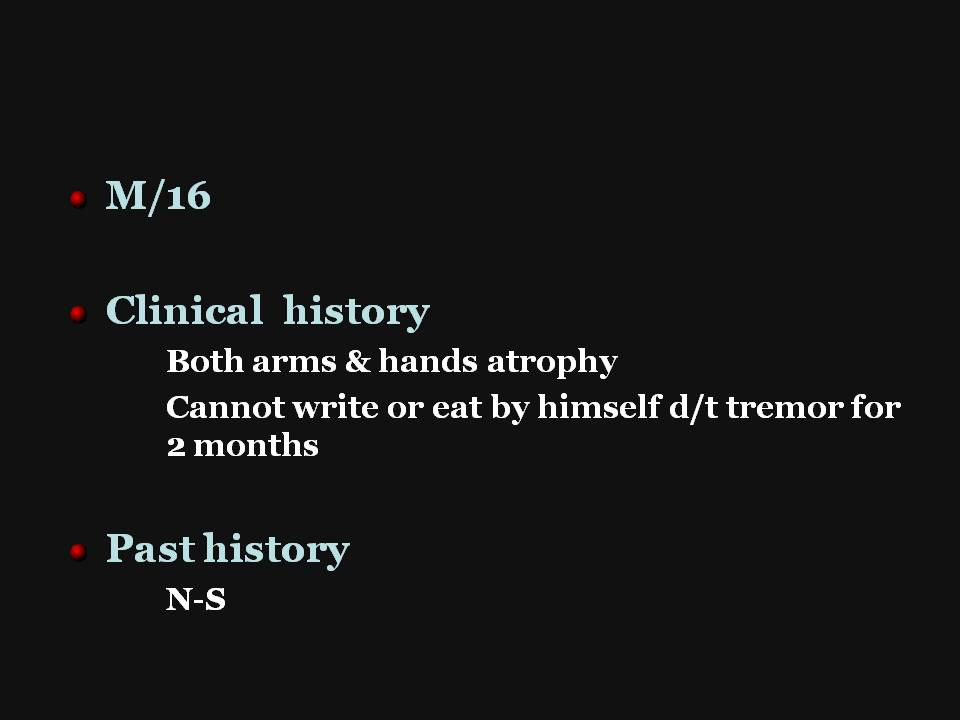 M/16
Clinical history
Both arms & hands atrophy
Cannot write or eat by himself d/t tremor for
2 months
Past history
N-S